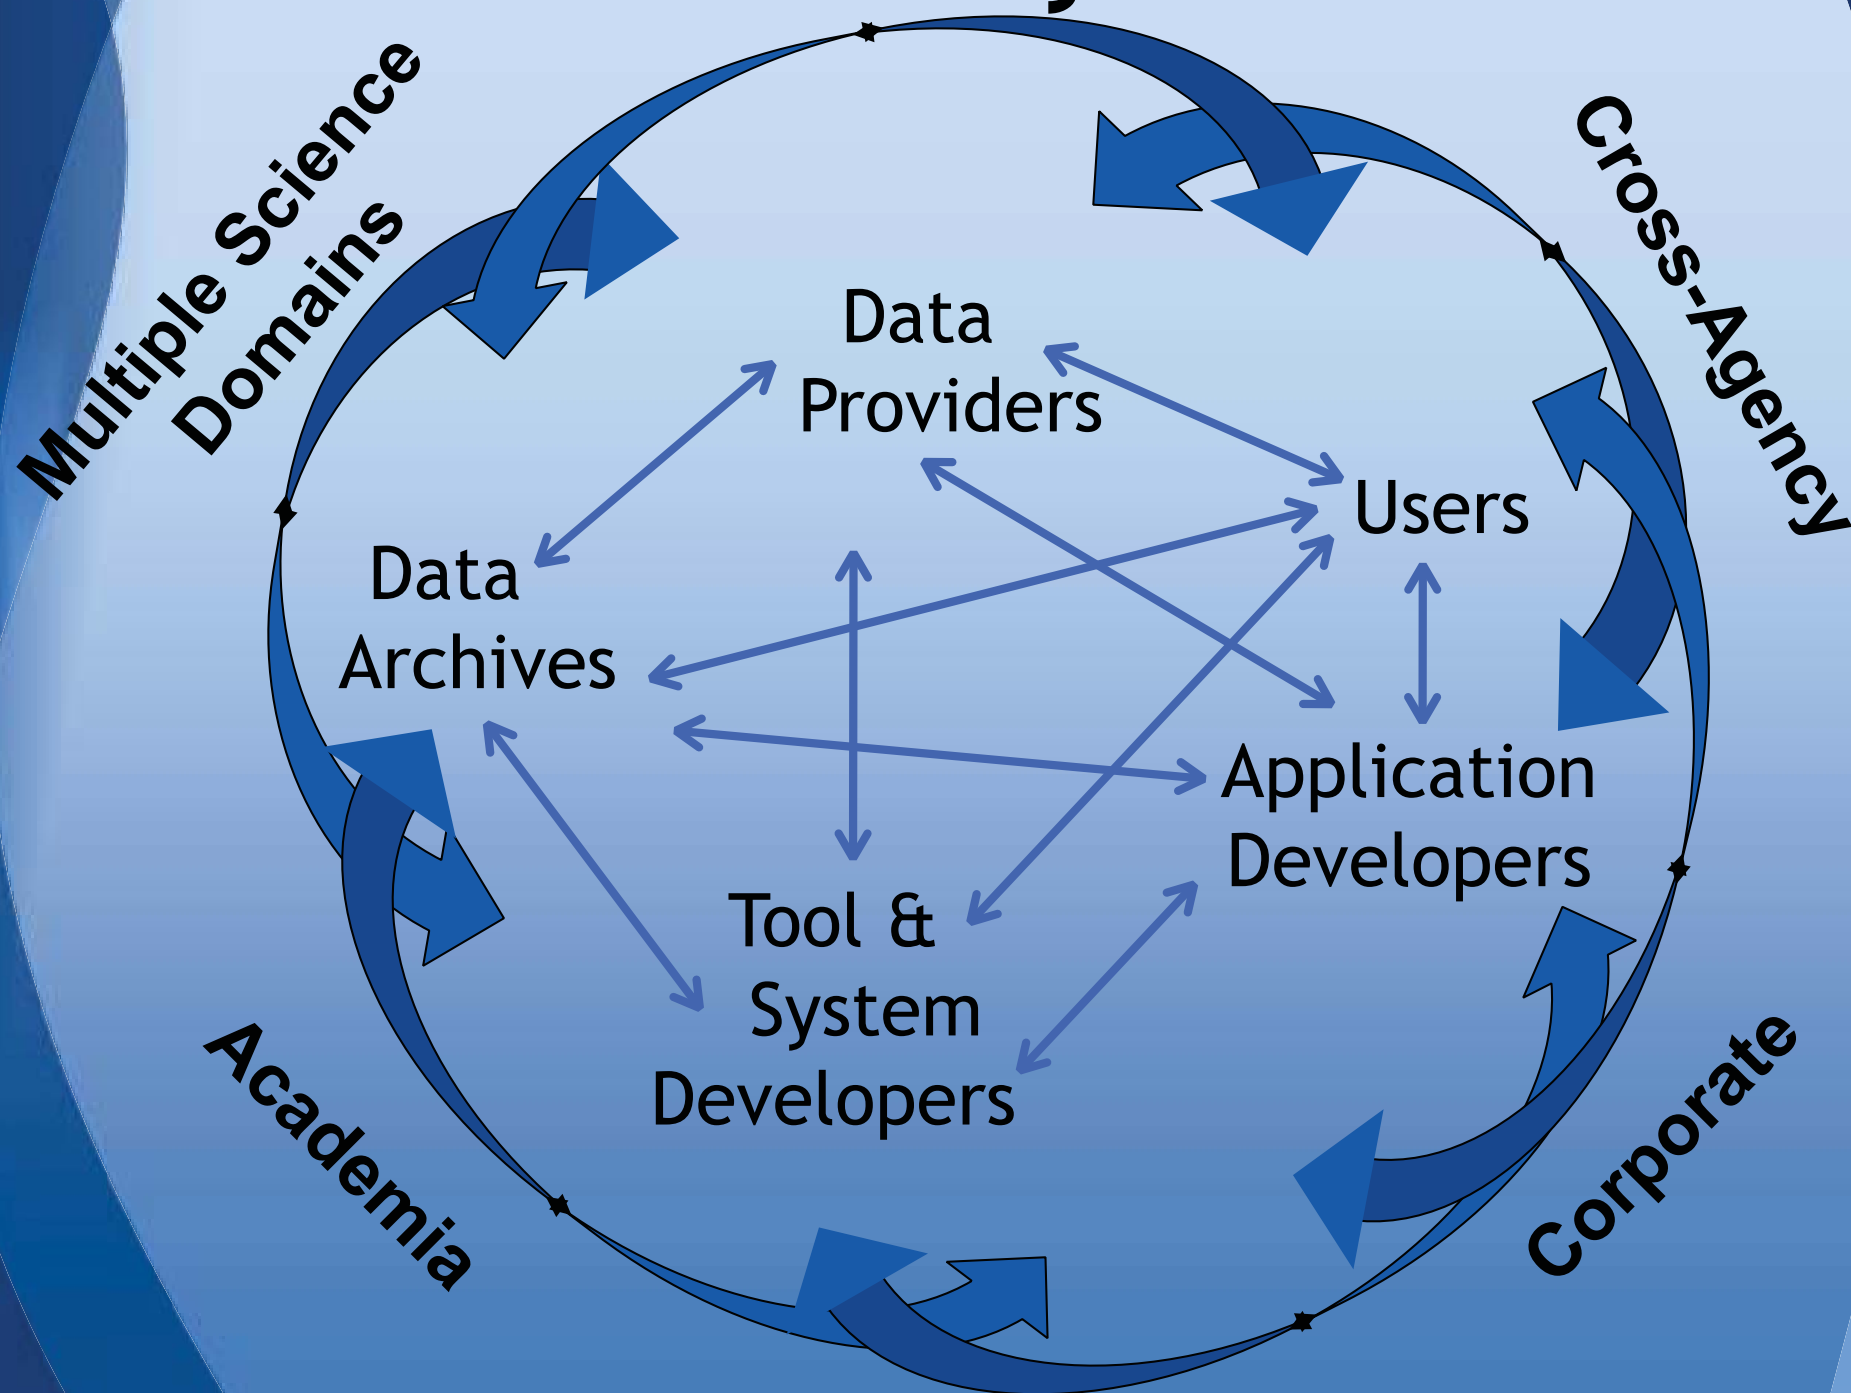 Multiple Science
Domains
Cross-Agency
Data
Providers
Users
Data
Archives
Application
Developers
Tool &
System
Developers
Academia
Corporate